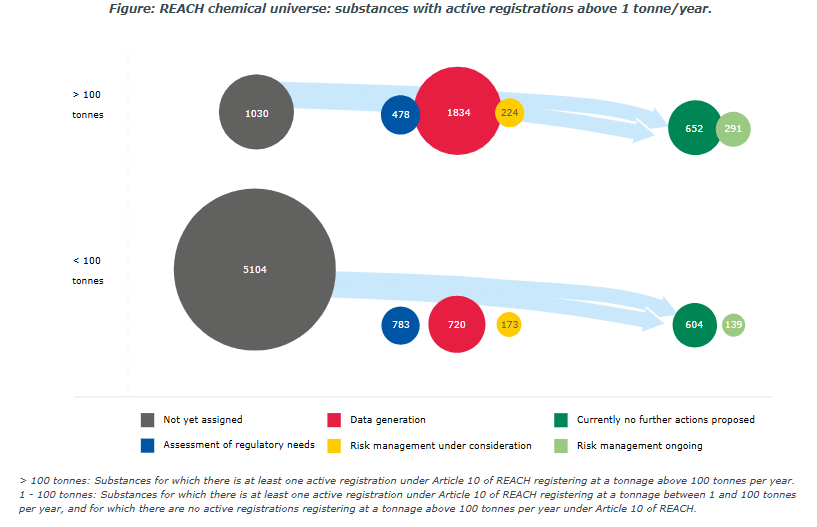 Figure: REACH chemical universe: substances with active registrations above 1 tonne/year.
> 100
tonnes
1030
478
1834
224
652
291
< 100
tonnes
5104
783
720
173
604
139
Not yet assigned
Data generation
Currently no further actions proposed
Assessment of regulatory needs
Risk management under consideration
Risk management ongoing
> 100 tonnes: Substances for which there is at least one active registration under Article 10 of REACH registering at a tonnage above 100 tonnes per year.
1 - 100 tonnes: Substances for which there is at least one active registration under Article 10 of REACH registering at a tonnage between 1 and 100 tonnes
per year, and for which there are no active registrations registering at a tonnage above 100 tonnes per year under Article 10 of REACH.